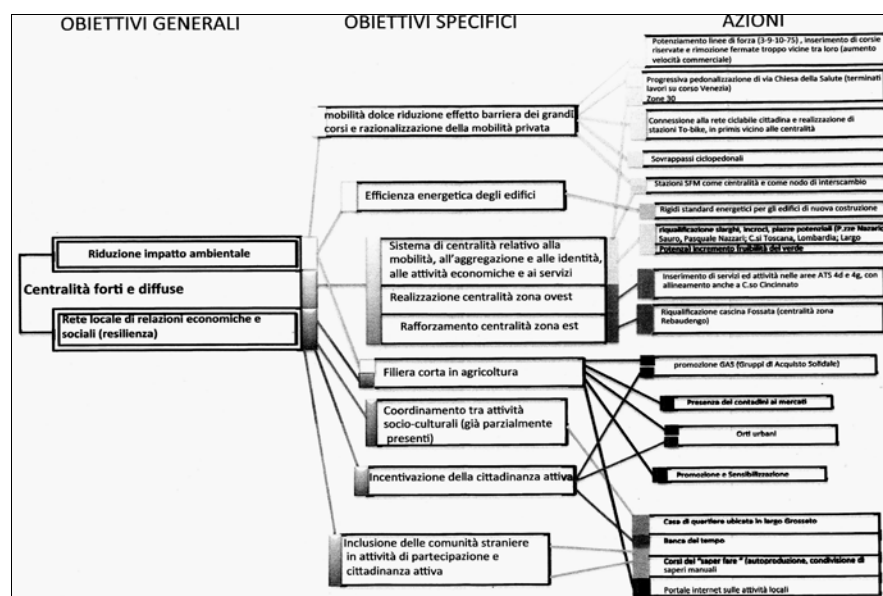 OBIETTIVI GENERALI
OBIETTIVI SPECIFICI
AZIONI
Riduzione impatto ambientale
Centralità forti e diffuse
Rete locale di relazioni economiche e
sociali (resilienza)
mobilità dolce riduzione effetto barriera dei grandi
corsi e razionalizzazione della mobilità privata
Efficienza energetica degli edifici
Sistema di centralità relativo alla
mobilità, all'aggregazione e alle identità,
alle attività economiche e ai servizi
Realizzazione centralità zona ovest
Rafforzamento centralità zona est
Filiera corta in agricoltura
Coordinamento tra attività
socio-culturali (già parzialmente
presenti)
Incentivazione della cittadinanza attiva
Inclusione delle comunità straniere
in attività di partecipazione e
cittadinanza attiva
Potenziamento linee di forza (3-9-10-75) , inserimento di corsie
riservate e rimozione fermate troppo vicine tra loro (aumento
velocità commerciale)
Progressiva pedonalizzazione di via Chiesa della Salute (terminati
lavori su corso Venezia)
Zone 30
Connessione alla rete ciclabile cittadina e realizzazione di
stazioni To-bike, in primis vicino alle centralità
Sovrappassi ciclopedonali
Stazioni SFM come centralità e come nodo di interscambio
Rigidi standard energetici per gli edifici di nuova costruzione
riqualificazione slarghi, incroci, piazze potenziali (P.zze Nazario
Sauro, Pasquale Nazzari; C.si Toscana, Lombardia; Largo
Potenzai incremento fruibilità del verde
Inserimento di servizi ed attività nelle aree ATS 4d e 4g, con
allineamento anche a C.so Cincinnato
Riqualificazione cascina Fossata (centralità zona
Rebaudengo)
promozione GAS (Gruppi di Acquisto Solidale)
Presenza dei contadini ai mercati
Orti urbani
Promozione e Sensibilizzazione
Casa di quartiere ubicata in largo Grosseto
Banca del tempo
Corsi del "saper fare " (autoproduzione, condivisione di
saperi manuali
Portale internet sulle attività locali